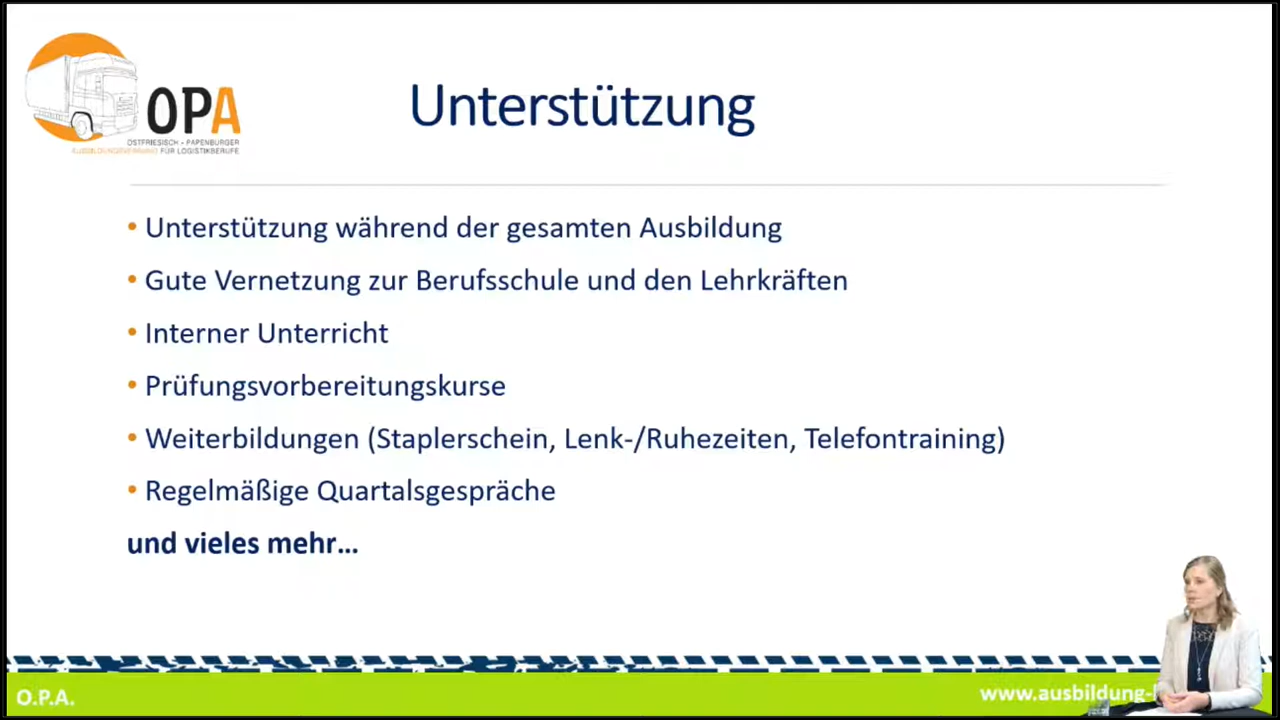 OPA
OSTFRIESISCH - PAPENBURGER
AUSBILDUNGSVERBUND FÜR LOGISTIKBERUFE
Unterstützung
• Unterstützung während der gesamten Ausbildung
• Gute Vernetzung zur Berufsschule und den Lehrkräften
• Interner Unterricht
• Prüfungsvorbereitungskurse
• Weiterbildungen (Staplerschein, Lenk-/Ruhezeiten, Telefontraining)
• Regelmäßige Quartalsgespräche
und vieles mehr...
O.P.A.
www.ausbildung-